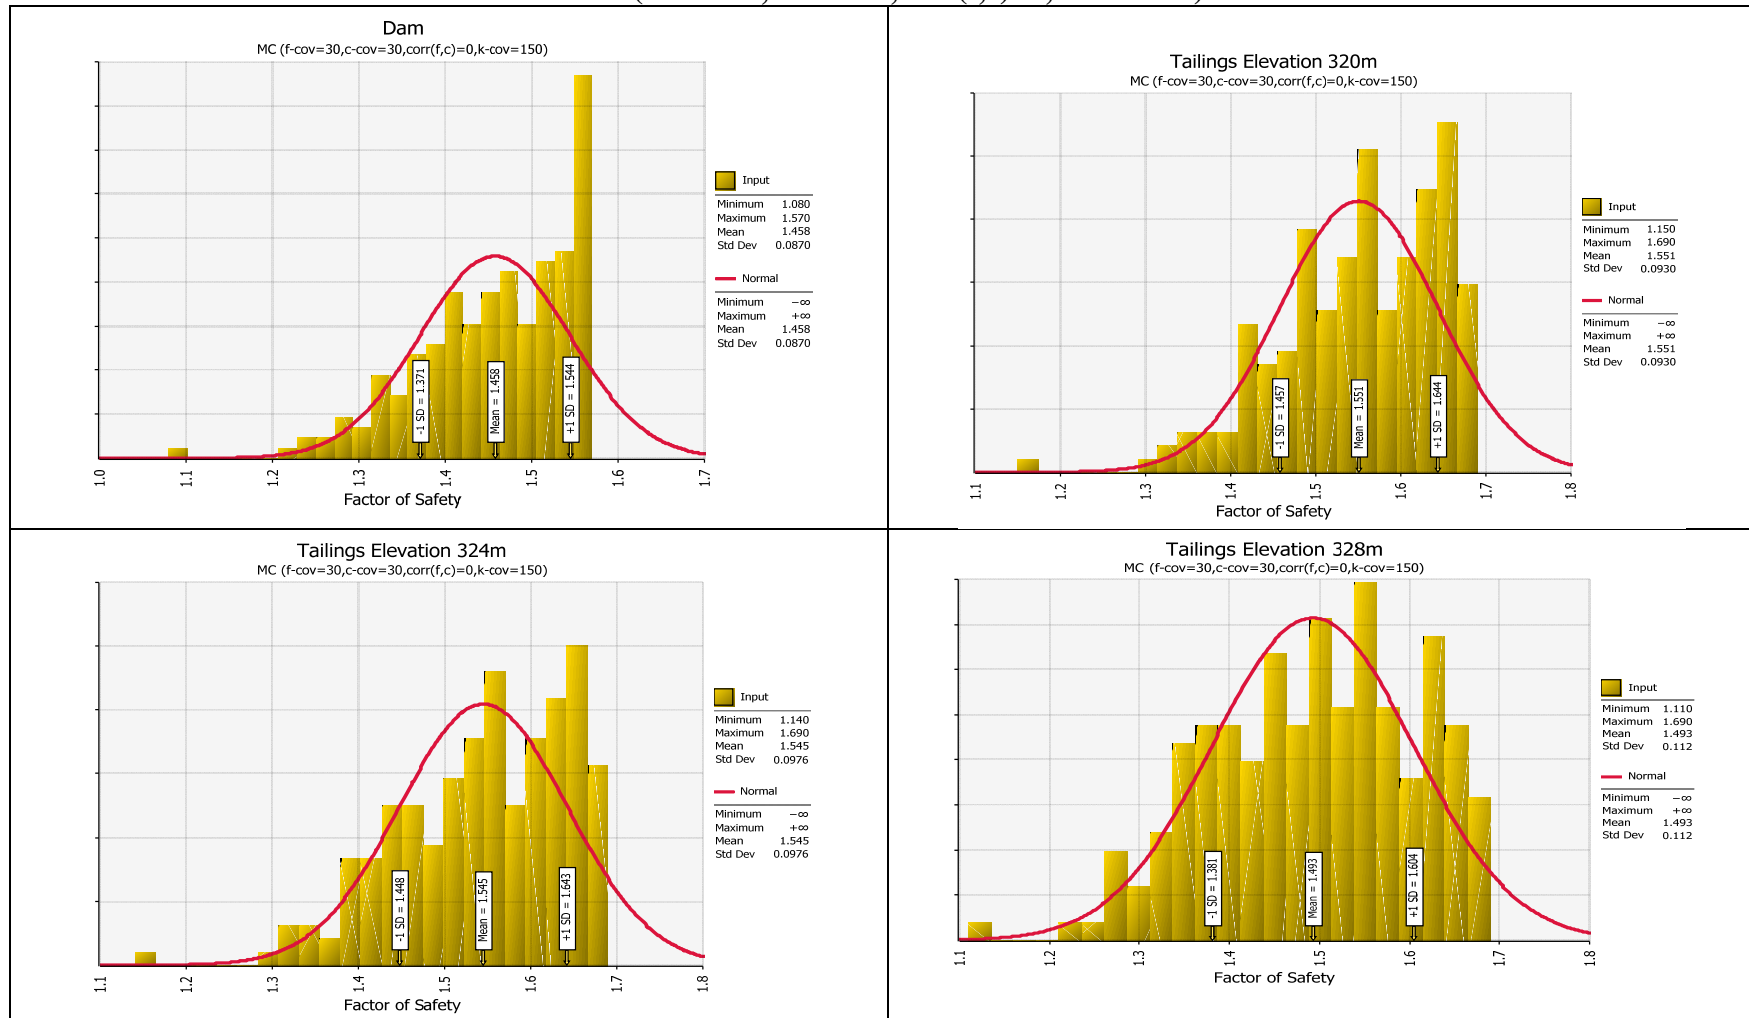 Dam
MC (f-cov=30,c-cov=30,corr(f,c)=0,k-cov=150)
Input
Minimum 1.080
Maximum 1.570
Mean 1.458
Std Dev 0.0870
Normal
Minimum −∞
Maximum +∞
Mean 1.458
Std Dev 0.0870
-1 SD = 1.371
Mean = 1.458
+1 SD = 1.544
1.0 1.1 1.2 1.3 1.4 1.5 1.6 1.7
Factor of Safety
Tailings Elevation 320m
MC (f-cov=30,c-cov=30,corr(f,c)=0,k-cov=150)
Input
Minimum 1.150
Maximum 1.690
Mean 1.551
Std Dev 0.0930
Normal
Minimum −∞
Maximum +∞
Mean 1.551
Std Dev 0.0930
-1 SD = 1.457
Mean = 1.551
+1 SD = 1.644
1.1 1.2 1.3 1.4 1.5 1.6 1.7 1.8
Factor of Safety
Tailings Elevation 324m
MC (f-cov=30,c-cov=30,corr(f,c)=0,k-cov=150)
Input
Minimum 1.140
Maximum 1.690
Mean 1.545
Std Dev 0.0976
Normal
Minimum −∞
Maximum +∞
Mean 1.545
Std Dev 0.0976
-1 SD = 1.448
Mean = 1.545
+1 SD = 1.643
1.1 1.2 1.3 1.4 1.5 1.6 1.7 1.8
Factor of Safety
Tailings Elevation 328m
MC (f-cov=30,c-cov=30,corr(f,c)=0,k-cov=150)
Input
Minimum 1.110
Maximum 1.690
Mean 1.493
Std Dev 0.112
Normal
Minimum −∞
Maximum +∞
Mean 1.493
Std Dev 0.112
-1 SD = 1.381
Mean = 1.493
+1 SD = 1.604
1.1 1.2 1.3 1.4 1.5 1.6 1.7 1.8
Factor of Safety